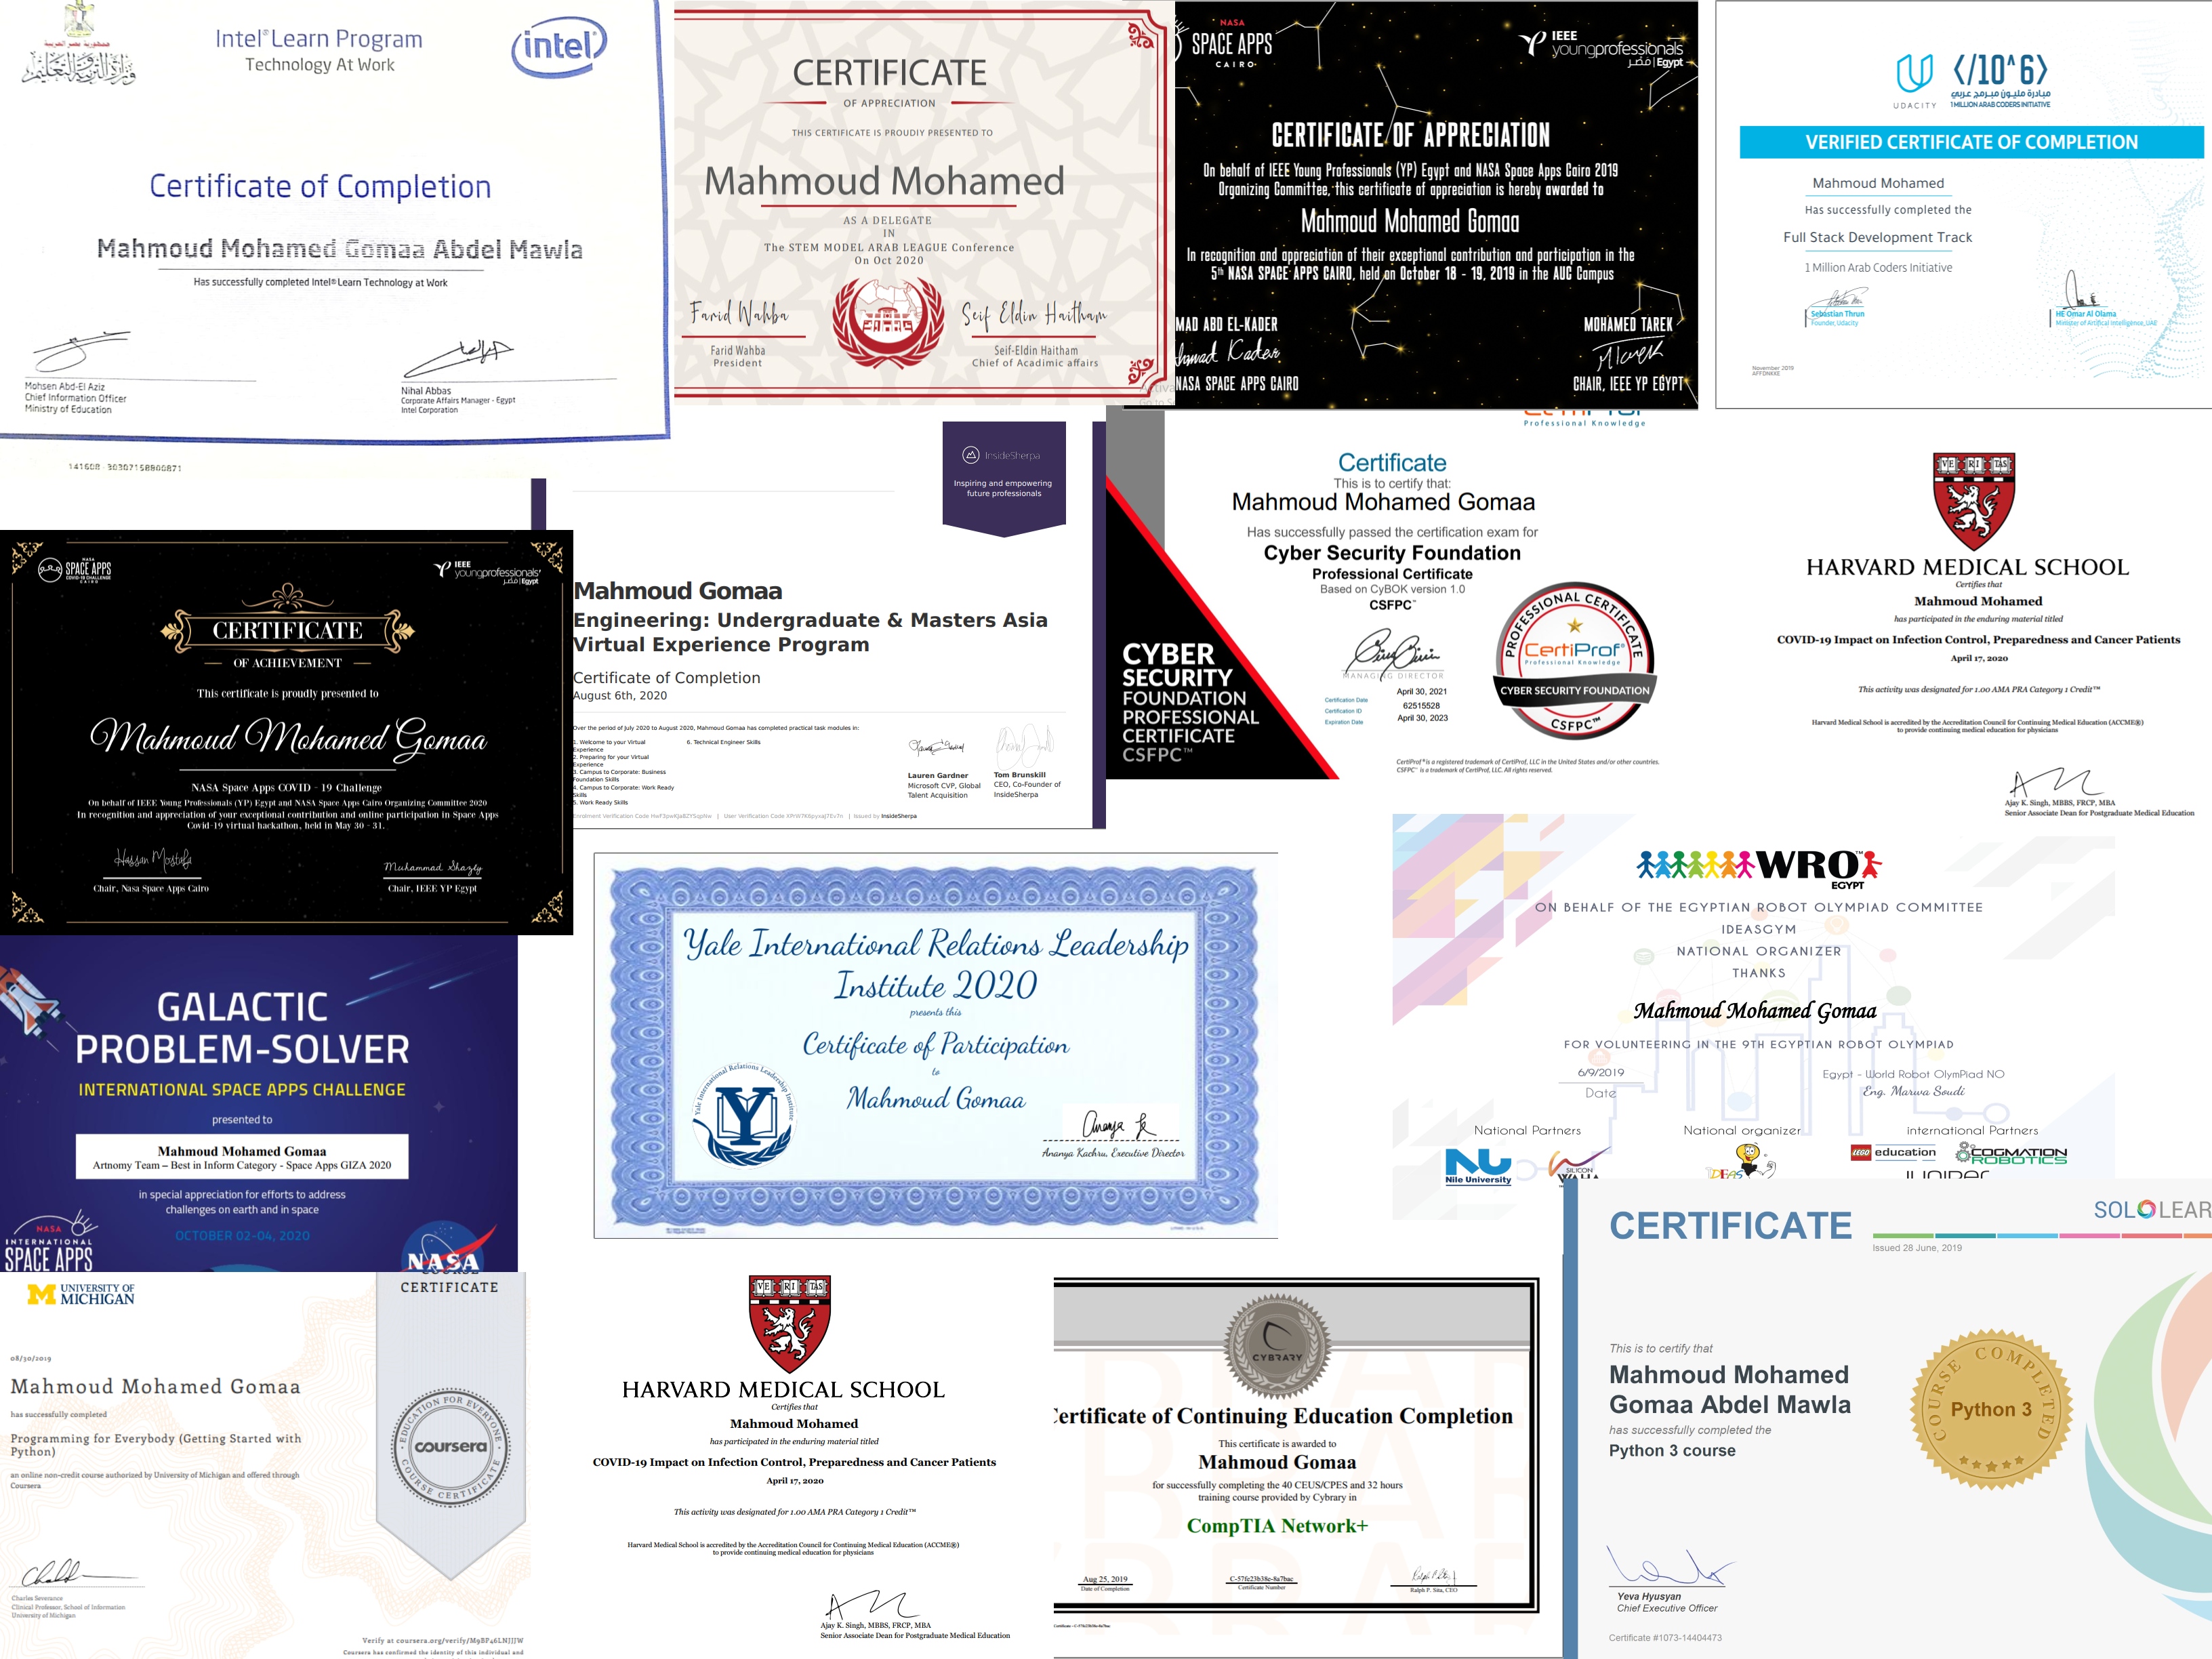 جمهورية مصر العربية
وزارة التربية والتعليم
Intel® Learn Program
Technology At Work
intel
Certificate of Completion
Mahmoud Mohamed Gomaa Abdel Mawla
Has successfully completed Intel® Learn Technology at Work
Mohsen Abd-El Aziz
Chief Information Officer
Ministry of Education
Nihal Abbas
Corporate Affairs Manager - Egypt
Intel Corporation
141608 - 30307158800871
CERTIFICATE
OF APPRECIATION
THIS CERTIFICATE IS PROUDLY PRESENTED TO
Mahmoud Mohamed
AS A DELEGATE
IN
The STEM MODEL ARAB LEAGUE Conference
On Oct 2020
Farid Wahba
Farid Wahba
President
Seif Eldin Haitham
Seif-Eldin Haitham
Chief of Acadimic affairs
NASA
SPACE APPS
CAIRO
IEEE
youngprofessionals
مصر | Egypt
CERTIFICATE OF APPRECIATION
On behalf of IEEE Young Professionals (YP) Egypt and NASA Space Apps Cairo 2019
Organizing Committee, this certificate of appreciation is hereby awarded to
Mahmoud Mohamed Gomaa
In recognition and appreciation of their exceptional contribution and participation in the
5th NASA SPACE APPS CAIRO, held on October 18 - 19, 2019 in the AUC Campus
MAD ABD EL-KADER
NASA SPACE APPS CAIRO
MOHAMED TAREK
CHAIR, IEEE YP EGYPT
UDACITY
</10^6>
مبادرة مليون مبرمج عربي
1 MILLION ARAB CODERS INITIATIVE
VERIFIED CERTIFICATE OF COMPLETION
Mahmoud Mohamed
Has successfully completed the
Full Stack Development Track
1 Million Arab Coders Initiative
Sebastian Thrun
Founder, Udacity
HE Omar Al Olama
Minister of Artifical Intelligence, UAE
November 2019
AFFDNXXE
InsideSherpa
Inspiring and empowering
future professionals
Mahmoud Gomaa
Engineering: Undergraduate & Masters Asia
Virtual Experience Program
Certificate of Completion
August 6th, 2020
Over the period of July 2020 to August 2020, Mahmoud Gomaa has completed practical task modules in:
1. Welcome to your Virtual
Experience
2. Preparing for your Virtual
Experience
3. Campus to Corporate: Business
Foundation Skills
4. Campus to Corporate: Work Ready
Skills
5. Work Ready Skills
6. Technical Engineer Skills
Lauren Gardner
Microsoft CVP, Global
Talent Acquisition
Tom Brunskill
CEO, Co-Founder of
InsideSherpa
Issued by InsideSherpa
CertiProf
Professional Knowledge
Certificate
This is to certify that:
Mahmoud Mohamed Gomaa
Has successfully passed the certification exam for
Cyber Security Foundation
Professional Certificate
Based on CyBOK version 1.0
CSFPC™
MANAGING DIRECTOR
Certification Date April 30, 2021
Certification ID 62515528
Expiration Date April 30, 2023
CYBER
SECURITY
FOUNDATION
PROFESSIONAL
CERTIFICATE
CSFPC™
PROFESSIONAL CERTIFICATE
CertiProf®
Professional Knowledge
CYBER SECURITY FOUNDATION
CSFPC™
CertiProf® is a registered trademark of CertiProf, LLC in the United States and/or other countries.
CSFPC™ is a trademark of CertiProf, LLC. All rights reserved.
VE RI TAS
HARVARD MEDICAL SCHOOL
Certifies that
Mahmoud Mohamed
has participated in the enduring material titled
COVID-19 Impact on Infection Control, Preparedness and Cancer Patients
April 17, 2020
This activity was designated for 1.00 AMA PRA Category 1 Credit™
Harvard Medical School is accredited by the Accreditation Council for Continuing Medical Education (ACCME®)
to provide continuing medical education for physicians
Ajay K. Singh, MBBS, FRCP, MBA
Senior Associate Dean for Postgraduate Medical Education
NASA
SPACE APPS
COVID-19 CHALLENGE
CAIRO
IEEE
youngprofessionals
مصر | Egypt
CERTIFICATE
OF ACHIEVEMENT
This certificate is proudly presented to
Mahmoud Mohamed Gomaa
NASA Space Apps COVID - 19 Challenge
On behalf of IEEE Young Professionals (YP) Egypt and NASA Space Apps Cairo Organizing Committee 2020
In recognition and appreciation of your exceptional contribution and online participation in Space Apps
Covid-19 virtual hackathon, held in May 30 - 31.
Hassan Mostafa
Chair, Nasa Space Apps Cairo
Muhammad Shazly
Chair, IEEE YP Egypt
GALACTIC
PROBLEM-SOLVER
INTERNATIONAL SPACE APPS CHALLENGE
presented to
Mahmoud Mohamed Gomaa
Artnomy Team – Best in Inform Category - Space Apps GIZA 2020
in special appreciation for efforts to address
challenges on earth and in space
OCTOBER 02-04, 2020
NASA
INTERNATIONAL
SPACE APPS
NASA
Yale International Relations Leadership
Institute 2020
presents this
Certificate of Participation
to
Mahmoud Gomaa
Yale International Relations Leadership Institute
Y
Ananya Kachru, Executive Director
WRO™
EGYPT
ON BEHALF OF THE EGYPTIAN ROBOT OLYMPIAD COMMITTEE
IDEASGYM
NATIONAL ORGANIZER
THANKS
Mahmoud Mohamed Gomaa
FOR VOLUNTEERING IN THE 9TH EGYPTIAN ROBOT OLYMPIAD
6/9/2019
Date
Egypt - World Robot OlymPiad NO
Eng. Marwa Soudi
National Partners
National organizer
international Partners
NU
Nile University
SILICON
WAHA
IDEAS
LEGO education
COGMATION
ROBOTICS
JUNIPER
UNIVERSITY OF
MICHIGAN
COURSE
CERTIFICATE
08/30/2019
Mahmoud Mohamed Gomaa
has successfully completed
Programming for Everybody (Getting Started with
Python)
an online non-credit course authorized by University of Michigan and offered through
Coursera
EDUCATION FOR EVERYONE
coursera
COURSE CERTIFICATE
Charles Severance
Clinical Professor, School of Information
University of Michigan
Verify at coursera.org/verify/M9BP46LNJJJW
Coursera has confirmed the identity of this individual and
VE RI TAS
HARVARD MEDICAL SCHOOL
Certifies that
Mahmoud Mohamed
has participated in the enduring material titled
COVID-19 Impact on Infection Control, Preparedness and Cancer Patients
April 17, 2020
This activity was designated for 1.00 AMA PRA Category 1 Credit™
Harvard Medical School is accredited by the Accreditation Council for Continuing Medical Education (ACCME®)
to provide continuing medical education for physicians
Ajay K. Singh, MBBS, FRCP, MBA
Senior Associate Dean for Postgraduate Medical Education
CYBRARY
Certificate of Continuing Education Completion
This certificate is awarded to
Mahmoud Gomaa
for successfully completing the 40 CEUS/CPES and 32 hours
training course provided by Cybrary in
CompTIA Network+
Aug 25, 2019
Date of Completion
C-57fe23b38e-8a7bac
Certificate Number
Ralph P. Sita, CEO
SOLOLEAR
CERTIFICATE
Issued 28 June, 2019
This is to certify that
Mahmoud Mohamed
Gomaa Abdel Mawla
has successfully completed the
Python 3 course
COURSE COMPLETED
Python 3
Yeva Hyusyan
Chief Executive Officer
Certificate #1073-14404473